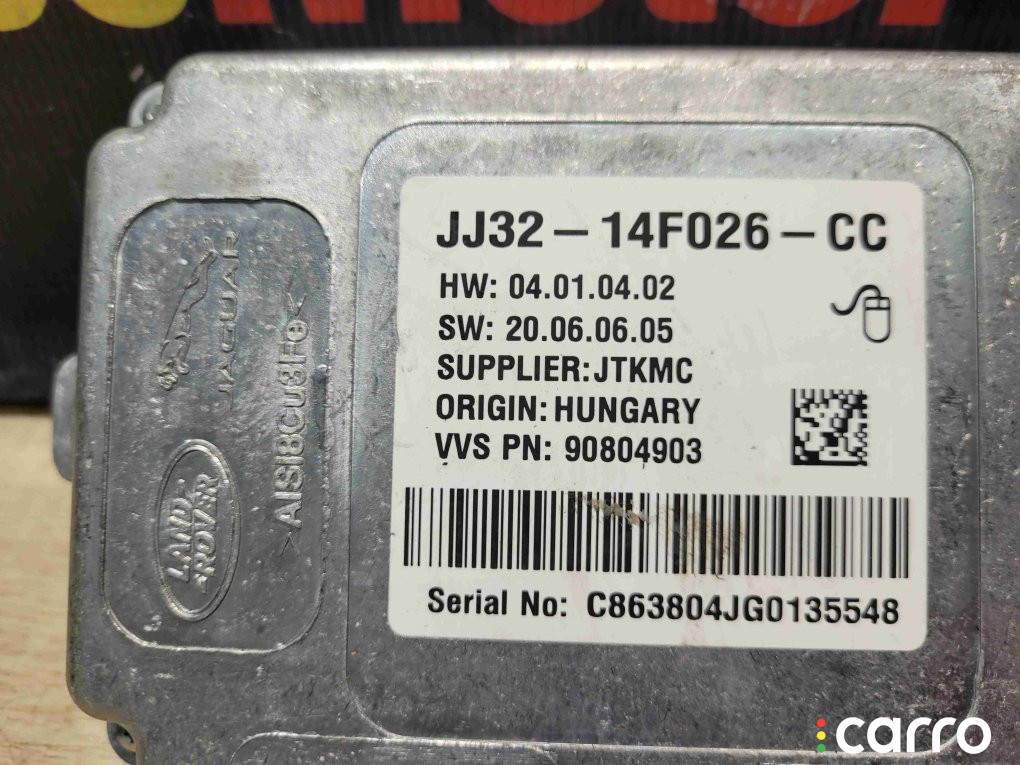 JAGUAR
LAND
ROVER
>AlSi8Cu3Fe<
JJ32-14F026-CC
HW: 04.01.04.02
SW: 20.06.06.05
SUPPLIER:JTKMC
ORIGIN: HUNGARY
VVS PN: 90804903
Serial No: C863804JG0135548
carro